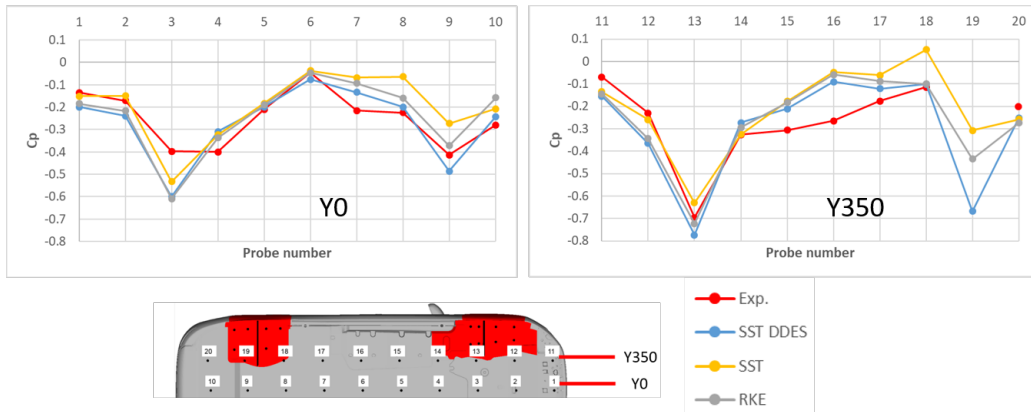 1 2 3 4 5 6 7 8 9 10
0.1
0
-0.1
-0.2
-0.3
-0.4
-0.5
-0.6
-0.7
-0.8
Cp
Y0
Probe number
11 12 13 14 15 16 17 18 19 20
0.1
0
-0.1
-0.2
-0.3
-0.4
-0.5
-0.6
-0.7
-0.8
Cp
Y350
Probe number
20 19 18 17 16 15 14 13 12 11
Y350
10 9 8 7 6 5 4 3 2 1
Y0
Exp.
SST DDES
SST
RKE